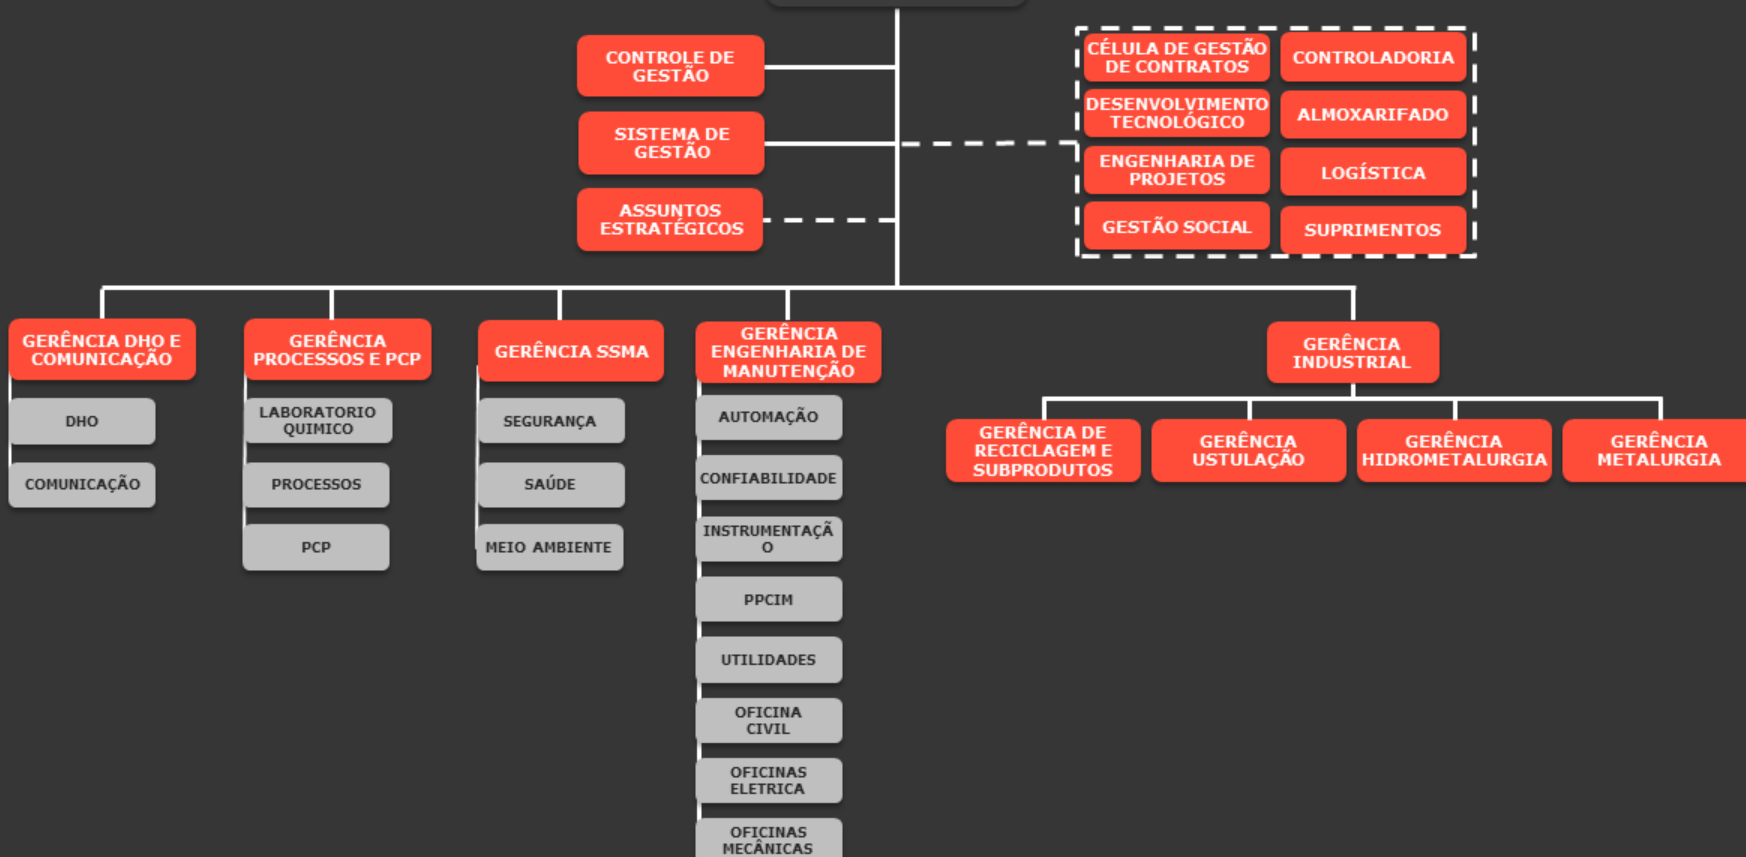 CONTROLE DE
GESTÃO
SISTEMA DE
GESTÃO
ASSUNTOS
ESTRATÉGICOS
CÉLULA DE GESTÃO
DE CONTRATOS
CONTROLADORIA
DESENVOLVIMENTO
TECNOLÓGICO
ALMOXARIFADO
ENGENHARIA DE
PROJETOS
LOGÍSTICA
GESTÃO SOCIAL
SUPRIMENTOS
GERÊNCIA DHO E
COMUNICAÇÃO
DHO
COMUNICAÇÃO
GERÊNCIA
PROCESSOS E PCP
LABORATORIO
QUIMICO
PROCESSOS
PCP
GERÊNCIA SSMA
SEGURANÇA
SAÚDE
MEIO AMBIENTE
GERÊNCIA
ENGENHARIA DE
MANUTENÇÃO
AUTOMAÇÃO
CONFIABILIDADE
INSTRUMENTAÇÃ
O
PPCIM
UTILIDADES
OFICINA
CIVIL
OFICINAS
ELETRICA
OFICINAS
MECÂNICAS
GERÊNCIA
INDUSTRIAL
GERÊNCIA DE
RECICLAGEM E
SUBPRODUTOS
GERÊNCIA
USTULAÇÃO
GERÊNCIA
HIDROMETALURGIA
GERÊNCIA
METALURGIA